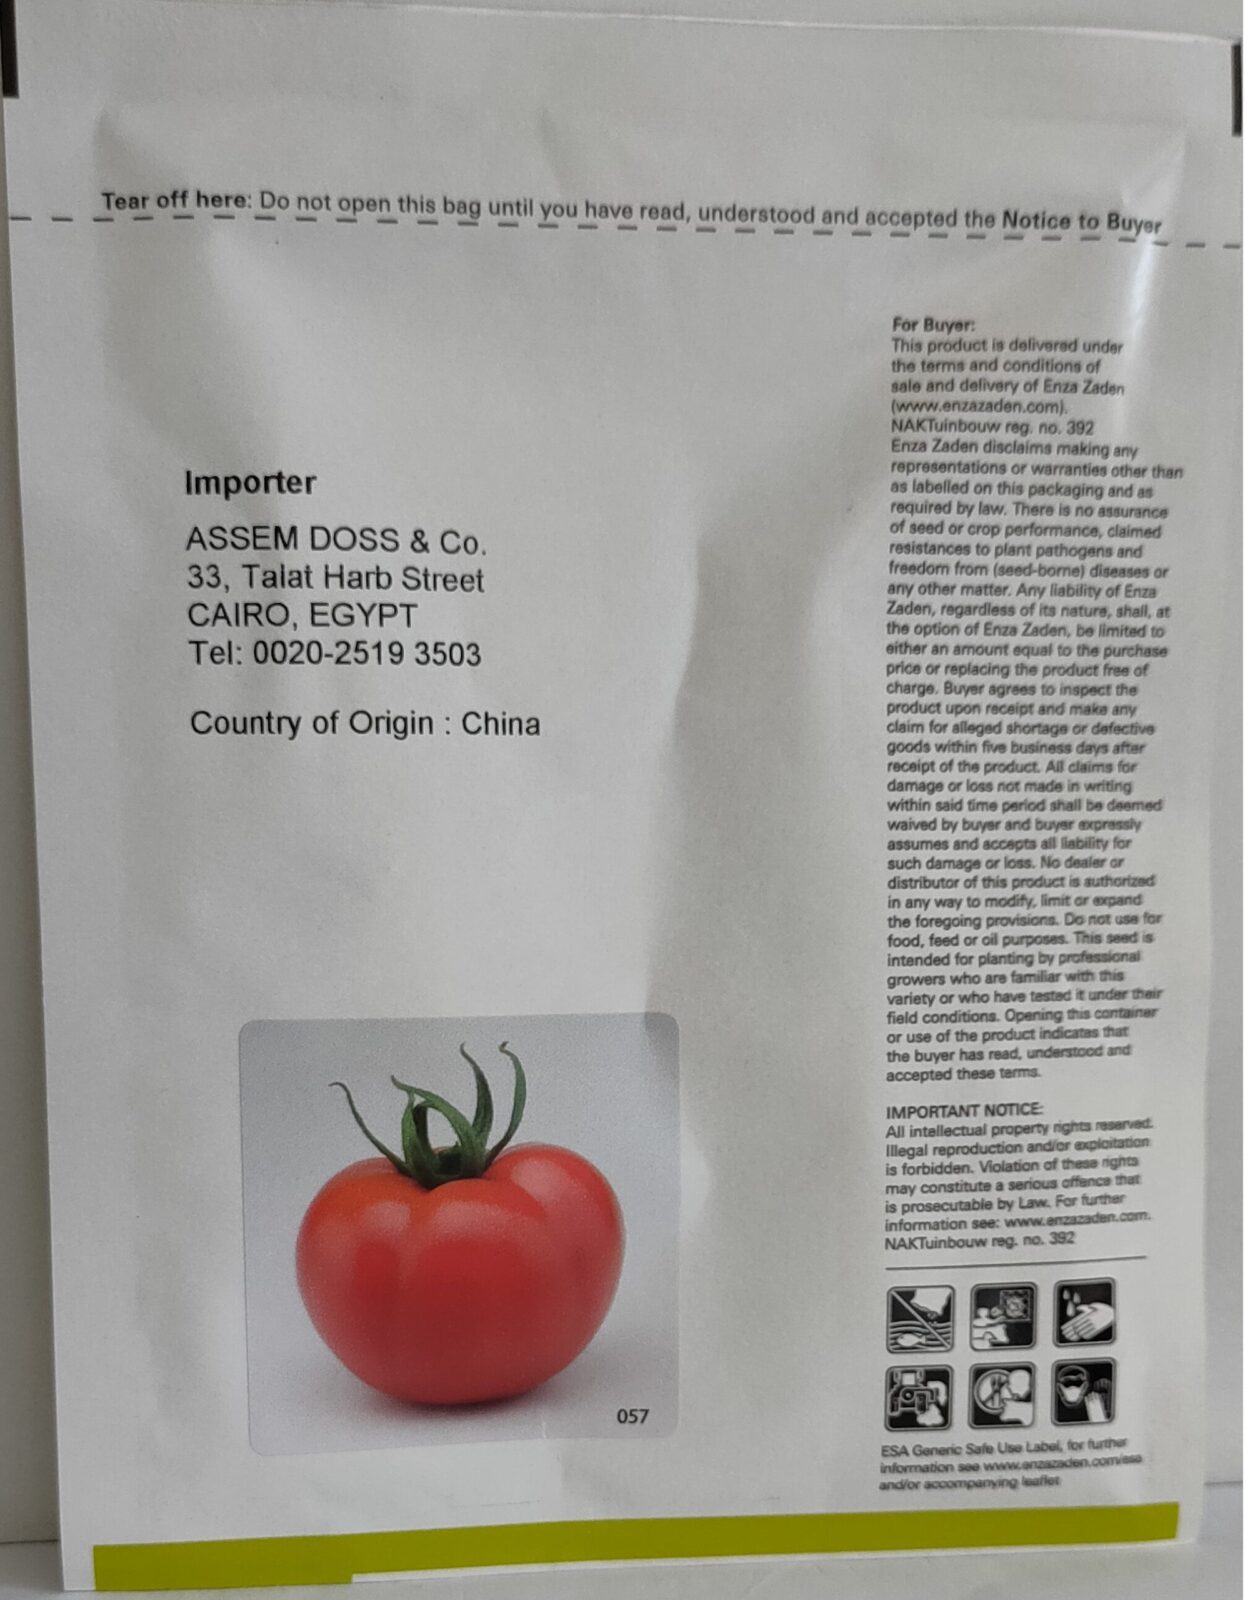 Tear off here: Do not open this bag until you have read, understood and accepted the Notice to Buyer
Importer
ASSEM DOSS & Co.
33, Talat Harb Street
CAIRO, EGYPT
Tel: 0020-2519 3503
Country of Origin : China
057
For Buyer:
This product is delivered under
the terms and conditions of
sale and delivery of Enza Zaden
(www.enzazaden.com).
NAKTuinbouw reg. no. 392
Enza Zaden disclaims making any
representations or warranties other than
as labelled on this packaging and as
required by law. There is no assurance
of seed or crop performance, claimed
resistances to plant pathogens and
freedom from (seed-borne) diseases or
any other matter. Any liability of Enza
Zaden, regardless of its nature, shall, at
the option of Enza Zaden, be limited to
either an amount equal to the purchase
price or replacing the product free of
charge. Buyer agrees to inspect the
product upon receipt and make any
claim for alleged shortage or defective
goods within five business days after
receipt of the product. All claims for
damage or loss not made in writing
within said time period shall be deemed
waived by buyer and buyer expressly
assumes and accepts all liability for
such damage or loss. No dealer or
distributor of this product is authorized
in any way to modify, limit or expand
the foregoing provisions. Do not use for
food, feed or oil purposes. This seed is
intended for planting by professional
growers who are familiar with this
variety or who have tested it under their
field conditions. Opening this container
or use of the product indicates that
the buyer has read, understood and
accepted these terms.
IMPORTANT NOTICE:
All intellectual property rights reserved.
Illegal reproduction and/or exploitation
is forbidden. Violation of these rights
may constitute a serious offence that
is prosecutable by Law. For further
information see: www.enzazaden.com.
NAKTuinbouw reg. no. 392
ESA Generic Safe Use Label, for further
information see www.enzazaden.com/esa
and/or accompanying leaflet